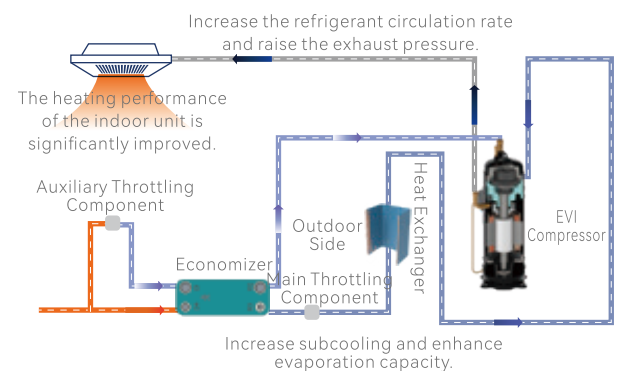 Increase the refrigerant circulation rate
and raise the exhaust pressure.
The heating performance
of the indoor unit is
significantly improved.
Auxiliary Throttling
Component
Outdoor
Side
Heat Exchanger
EVI
Compressor
Economizer
Main Throttling
Component
Increase subcooling and enhance
evaporation capacity.